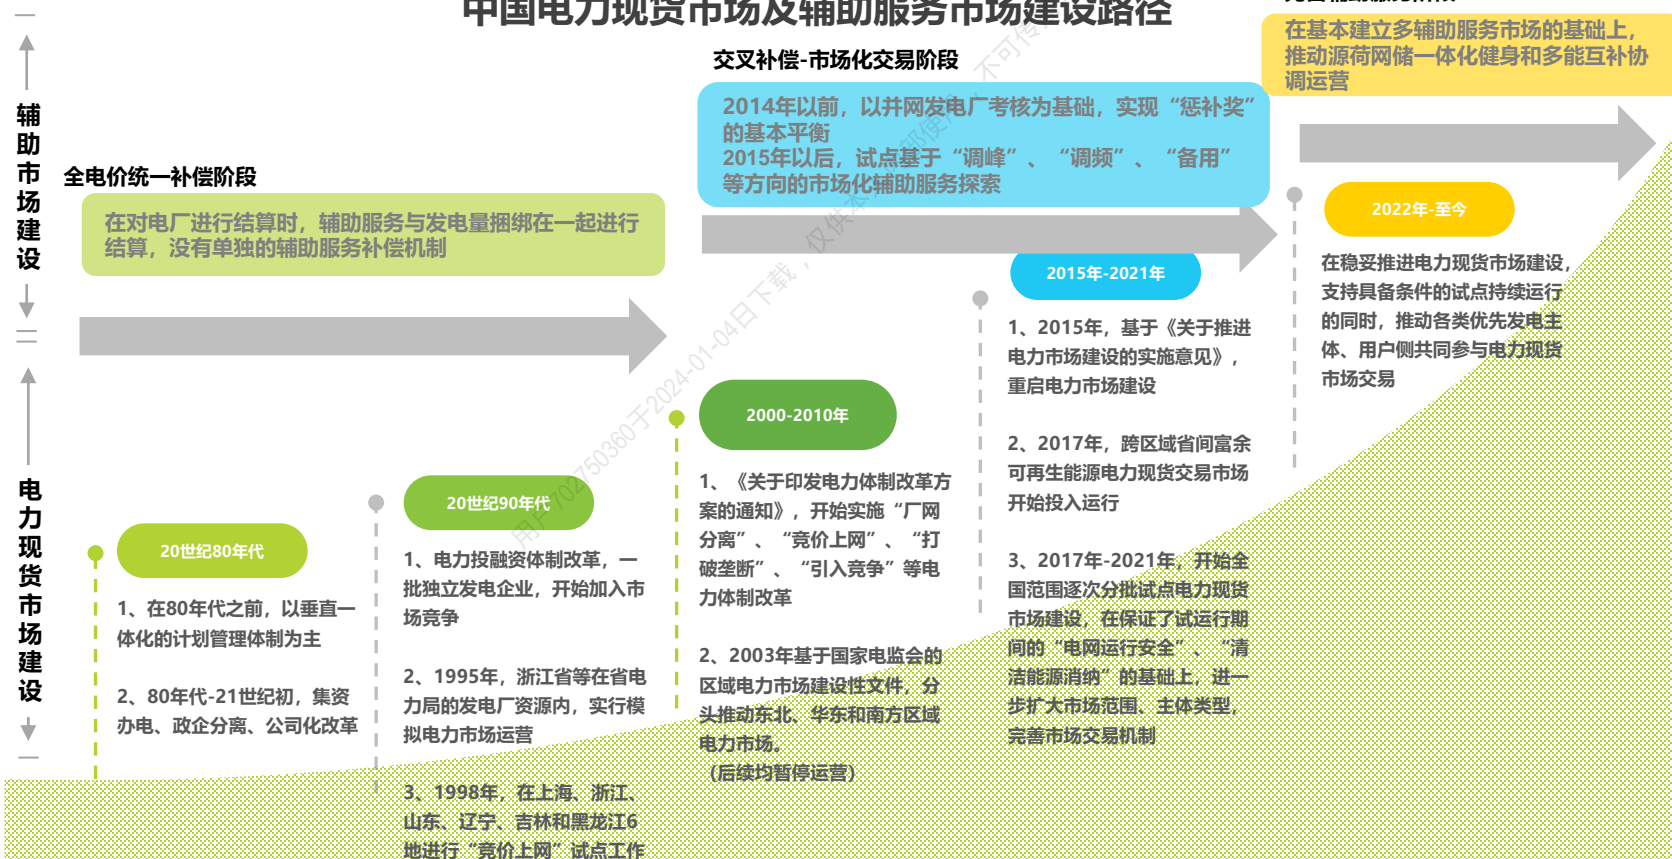 中国电力现货市场及辅助服务市场建设路径
辅助市场建设
电力现货市场建设
全电价统一补偿阶段
在对电厂进行结算时，辅助服务与发电量捆绑在一起进行
结算，没有单独的辅助服务补偿机制
交叉补偿-市场化交易阶段
2014年以前，以并网发电厂考核为基础，实现“惩补奖”
的基本平衡
2015年以后，试点基于“调峰”、“调频”、“备用”
等方向的市场化辅助服务探索
在基本建立多辅助服务市场的基础上，
推动源荷网储一体化健身和多能互补协
调运营
20世纪80年代
1、在80年代之前，以垂直一
体化的计划管理体制为主
2、80年代-21世纪初，集资
办电、政企分离、公司化改革
20世纪90年代
1、电力投融资体制改革，一
批独立发电企业，开始加入市
场竞争
2、1995年，浙江省等在省电
力局的发电厂资源内，实行模
拟电力市场运营
3、1998年，在上海、浙江、
山东、辽宁、吉林和黑龙江6
地进行“竞价上网”试点工作
2000-2010年
1、《关于印发电力体制改革方
案的通知》，开始实施“厂网
分离”、“竞价上网”、“打
破垄断”、“引入竞争”等电
力体制改革
2、2003年基于国家电监会的
区域电力市场建设性文件，分
头推动东北、华东和南方区域
电力市场。
（后续均暂停运营）
2015年-2021年
1、2015年，基于《关于推进
电力市场建设的实施意见》，
重启电力市场建设
2、2017年，跨区域省间富余
可再生能源电力现货交易市场
开始投入运行
3、2017年-2021年，开始全
国范围逐次分批试点电力现货
市场建设，在保证了试运行期
间的“电网运行安全”、“清
洁能源消纳”的基础上，进一
步扩大市场范围、主体类型，
完善市场交易机制
2022年-至今
在稳妥推进电力现货市场建设，
支持具备条件的试点持续运行
的同时，推动各类优先发电主
体、用户侧共同参与电力现货
市场交易